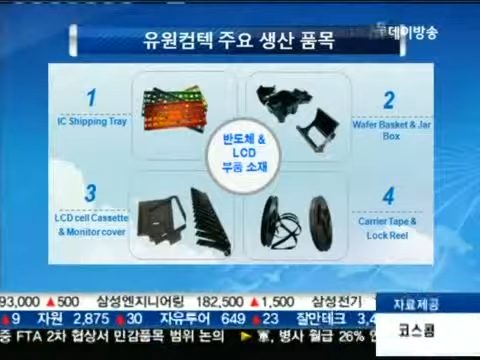 유원컴텍 주요 생산 품목
데이방송
1
IC Shipping Tray
2
Wafer Basket & Jar
Box
반도체 &
LCD
부품 소재
3
LCD cell Cassette
& Monitor cover
4
Carrier Tape &
Lock Reel
93,000 ▲500 삼성엔지니어링 182,500 ▲1,500 삼성전기
▲9 자원 2,875 ▲30 자유투어 649 ▲23 잘만테크 3,4
중 FTA 2차 협상서 민감품목 범위 논의 ▶ 軍, 병사 월급 26%
자료제공
코스콤